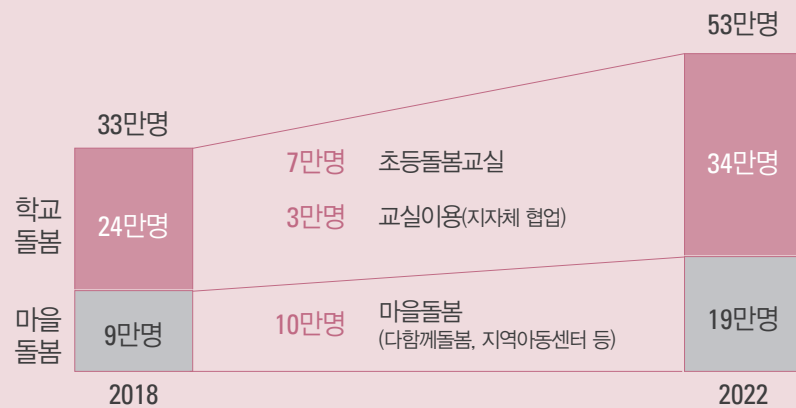 53만명
33만명
7만명 초등돌봄교실
34만명
학교
돌봄
24만명
3만명 교실이용(지자체 협업)
마을
돌봄
9만명
10만명 마을돌봄
(다함께돌봄, 지역아동센터 등)
19만명
2018
2022